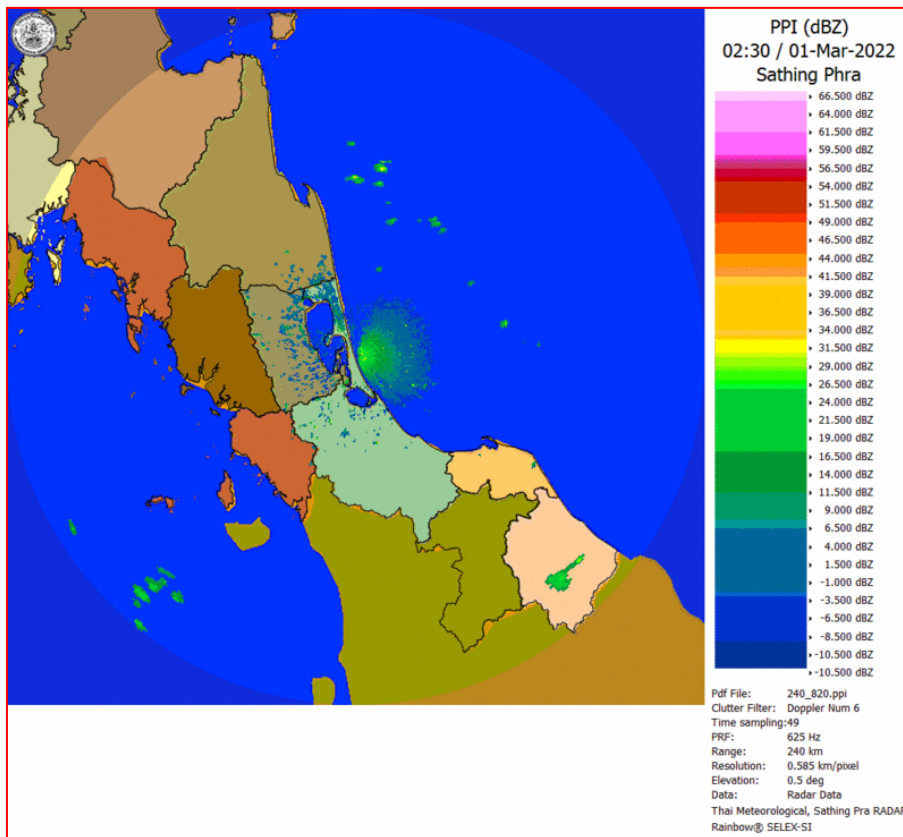 PPI (dBZ)
02:30 / 01-Mar-2022
Sathing Phra
66.500 dBZ
64.000 dBZ
61.500 dBZ
59.500 dBZ
56.500 dBZ
54.000 dBZ
51.500 dBZ
49.000 dBZ
46.500 dBZ
44.000 dBZ
41.500 dBZ
39.000 dBZ
36.500 dBZ
34.000 dBZ
31.500 dBZ
29.000 dBZ
26.500 dBZ
24.000 dBZ
21.500 dBZ
19.000 dBZ
16.500 dBZ
14.000 dBZ
11.500 dBZ
9.000 dBZ
6.500 dBZ
4.000 dBZ
1.500 dBZ
-1.000 dBZ
-3.500 dBZ
-6.500 dBZ
-8.500 dBZ
-10.500 dBZ
-10.500 dBZ
Pdf File: 240_820.ppi
Clutter Filter: Doppler Num 6
Time sampling:49
PRF: 625 Hz
Range: 240 km
Resolution: 0.585 km/pixel
Elevation: 0.5 deg
Data: Radar Data
Thai Meteorological, Sathing Pra RADAR
Rainbow® SELEX-SI